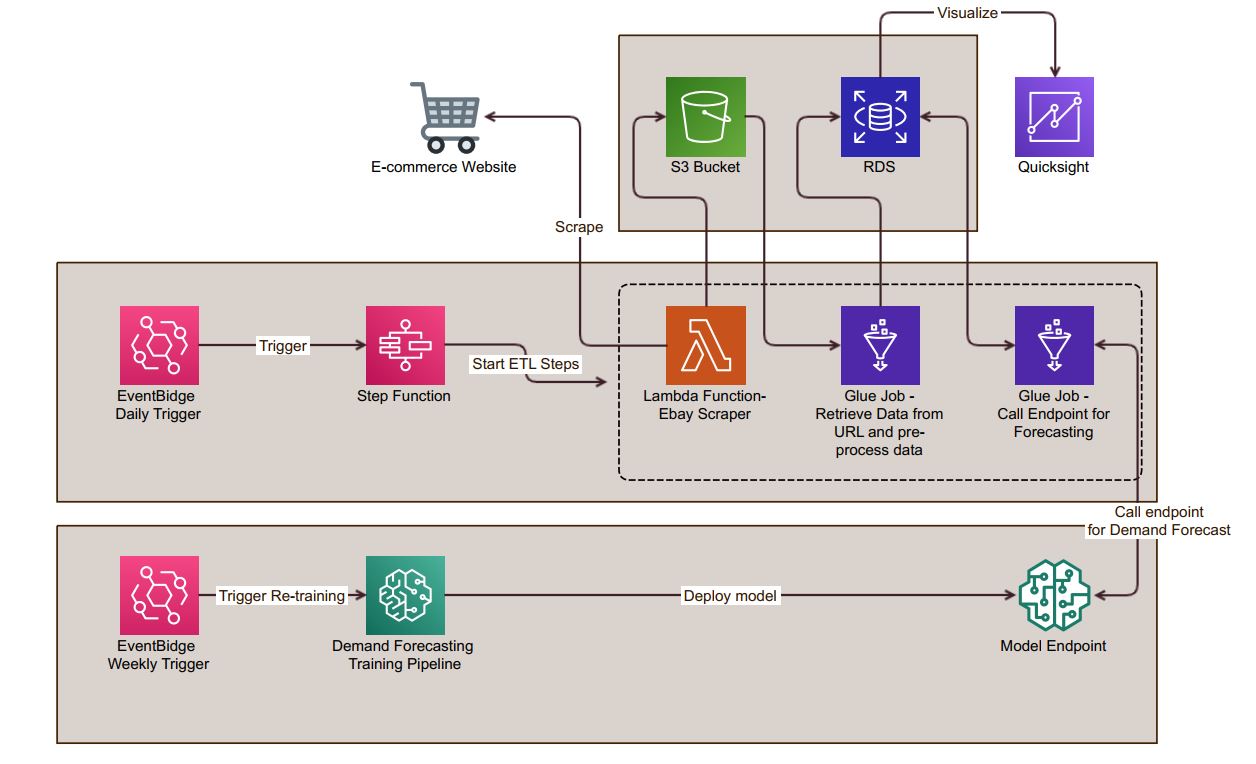 Visualize
E-commerce Website
S3 Bucket
RDS
Quicksight
Scrape
Trigger
Start ETL Steps
EventBidge
Daily Trigger
Step Function
Lambda Function-
Ebay Scraper
Glue Job -
Retrieve Data from
URL and pre-
process data
Glue Job -
Call Endpoint for
Forecasting
Call endpoint
for Demand Forecast
Trigger Re-training
Deploy model
EventBidge
Weekly Trigger
Demand Forecasting
Training Pipeline
Model Endpoint